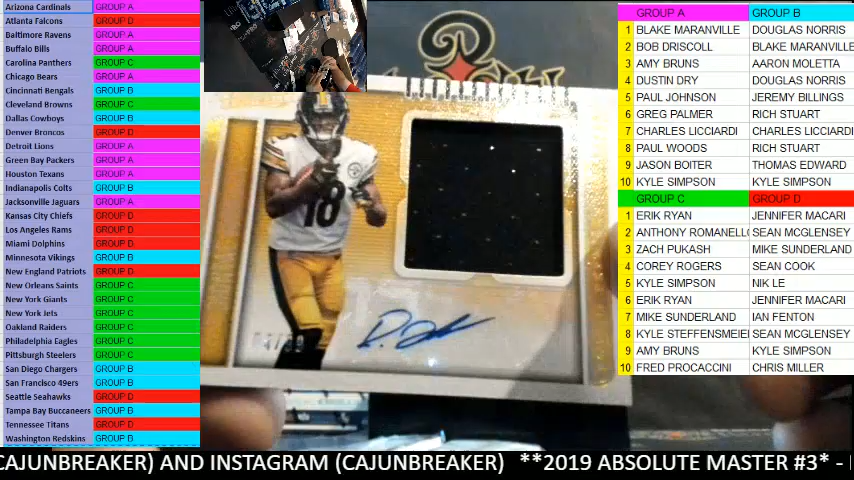 Arizona Cardinals GROUP A
Atlanta Falcons GROUP D
Baltimore Ravens GROUP A
Buffalo Bills GROUP A
Carolina Panthers GROUP C
Chicago Bears GROUP A
Cincinnati Bengals GROUP B
Cleveland Browns GROUP C
Dallas Cowboys GROUP B
Denver Broncos GROUP D
Detroit Lions GROUP A
Green Bay Packers GROUP A
Houston Texans GROUP A
Indianapolis Colts GROUP B
Jacksonville Jaguars GROUP A
Kansas City Chiefs GROUP D
Los Angeles Rams GROUP D
Miami Dolphins GROUP D
Minnesota Vikings GROUP B
New England Patriots GROUP D
New Orleans Saints GROUP C
New York Giants GROUP C
New York Jets GROUP C
Oakland Raiders GROUP C
Philadelphia Eagles GROUP C
Pittsburgh Steelers GROUP C
San Diego Chargers GROUP B
San Francisco 49ers GROUP B
Seattle Seahawks GROUP D
Tampa Bay Buccaneers GROUP B
Tennessee Titans GROUP D
Washington Redskins GROUP B
18
GROUP A GROUP B
1 BLAKE MARANVILLE DOUGLAS NORRIS
2 BOB DRISCOLL BLAKE MARANVILLE
3 AMY BRUNS AARON MOLETTA
4 DUSTIN DRY DOUGLAS NORRIS
5 PAUL JOHNSON JEREMY BILLINGS
6 GREG PALMER RICH STUART
7 CHARLES LICCIARDI CHARLES LICCIARDI
8 PAUL WOODS RICH STUART
9 JASON BOITER THOMAS EDWARD
10 KYLE SIMPSON KYLE SIMPSON
GROUP C GROUP D
1 ERIK RYAN JENNIFER MACARI
2 ANTHONY ROMANELLO SEAN MCGLENSEY
3 ZACH PUKASH MIKE SUNDERLAND
4 COREY ROGERS SEAN COOK
5 KYLE SIMPSON NIK LE
6 ERIK RYAN JENNIFER MACARI
7 MIKE SUNDERLAND IAN FENTON
8 KYLE STEFFENSMEIE SEAN MCGLENSEY
9 AMY BRUNS KYLE SIMPSON
10 FRED PROCACCINI CHRIS MILLER
CAJUNBREAKER) AND INSTAGRAM (CAJUNBREAKER) **2019 ABSOLUTE MASTER #3* -